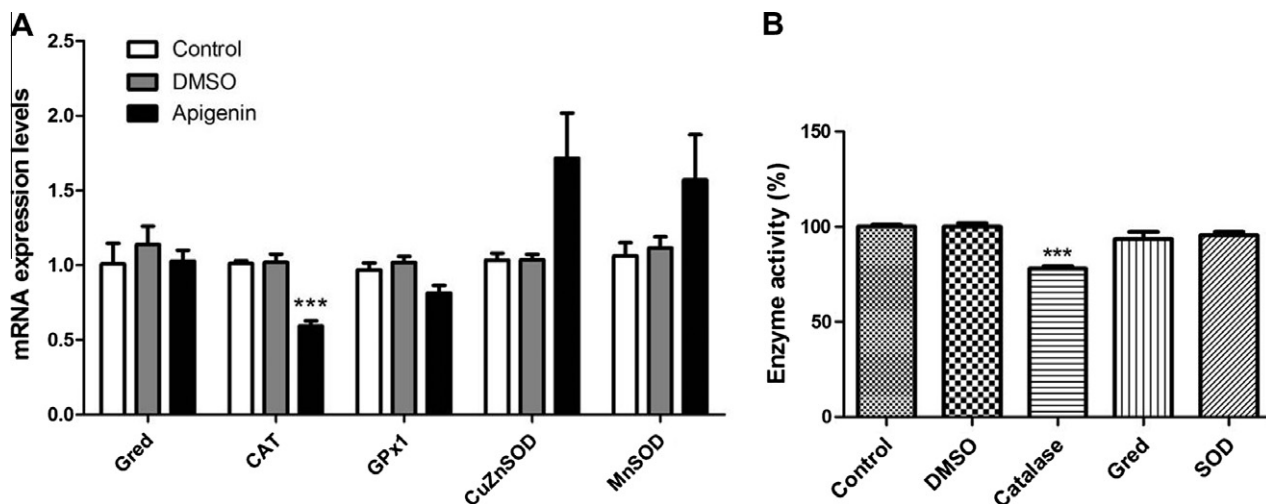 A
mRNA expression levels
2.5
2.0
1.5
1.0
0.5
0.0
Control
DMSO
Apigenin
***
Gred
CAT
GPx1
CuZnSOD
MnSOD
B
Enzyme activity (%)
150
100
50
0
***
Control
DMSO
Catalase
Gred
SOD